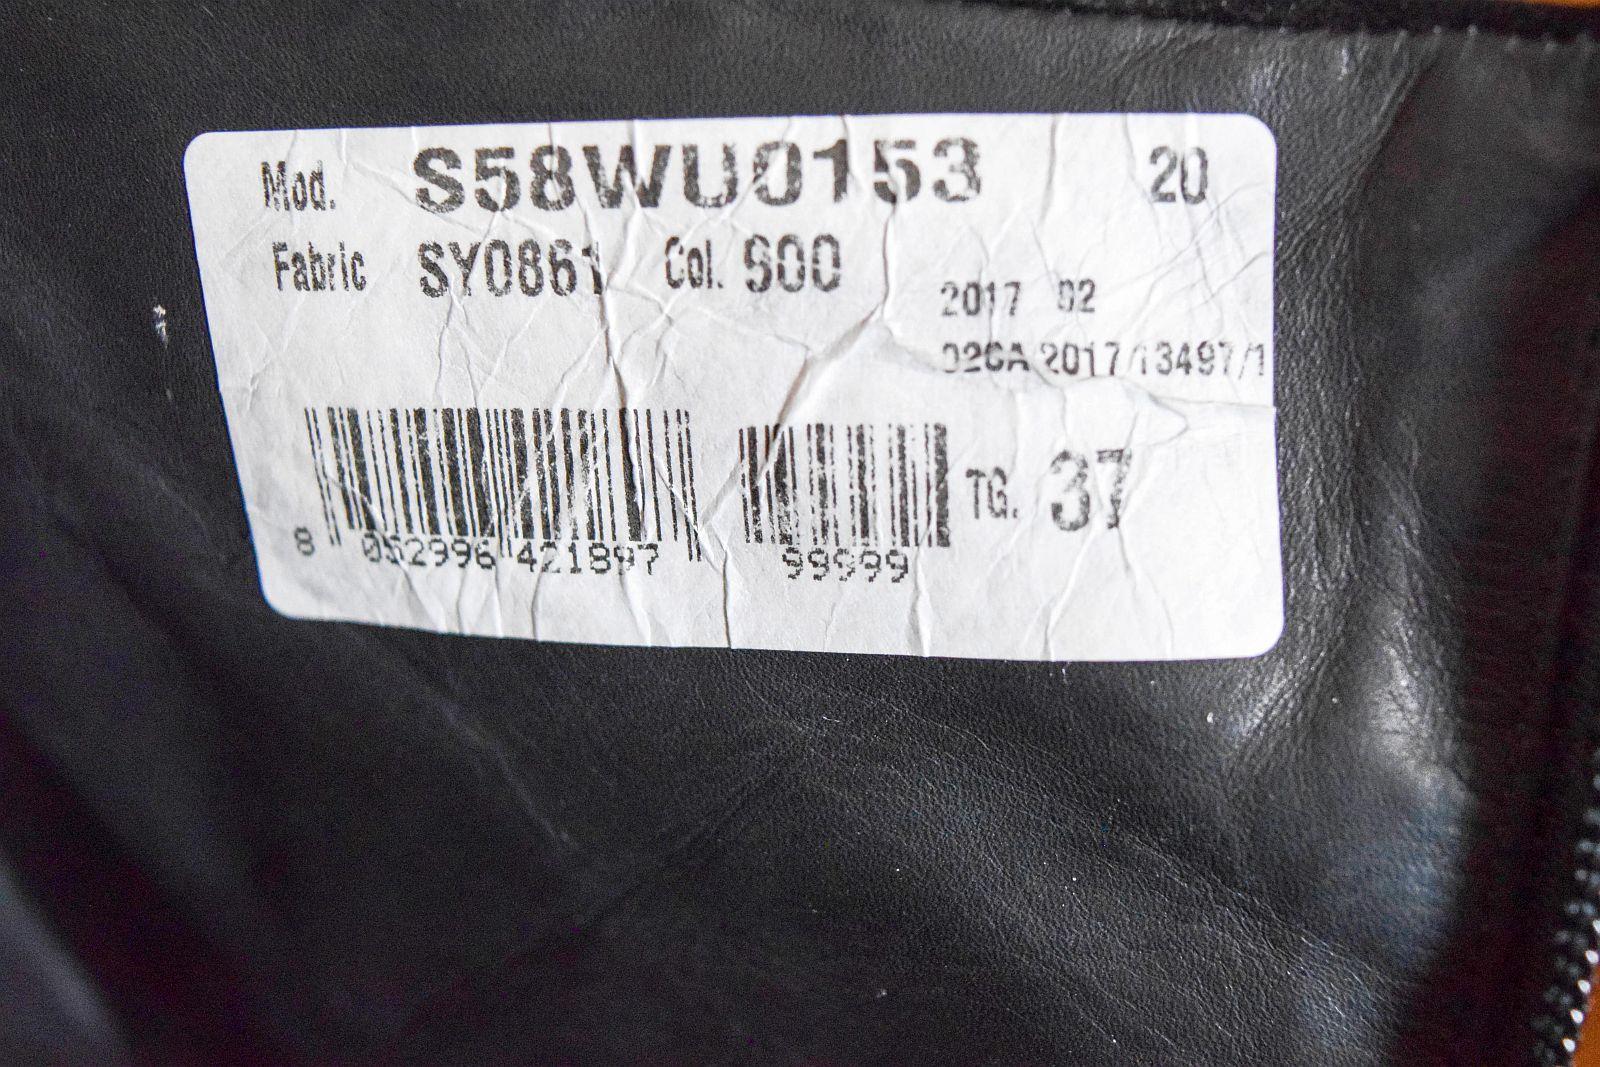 Mod. S58WU0153 20
Fabric SY0861 Col. 900
2017 02
02CA 2017/13497/1
8 052996 421897 99999
TG. 37